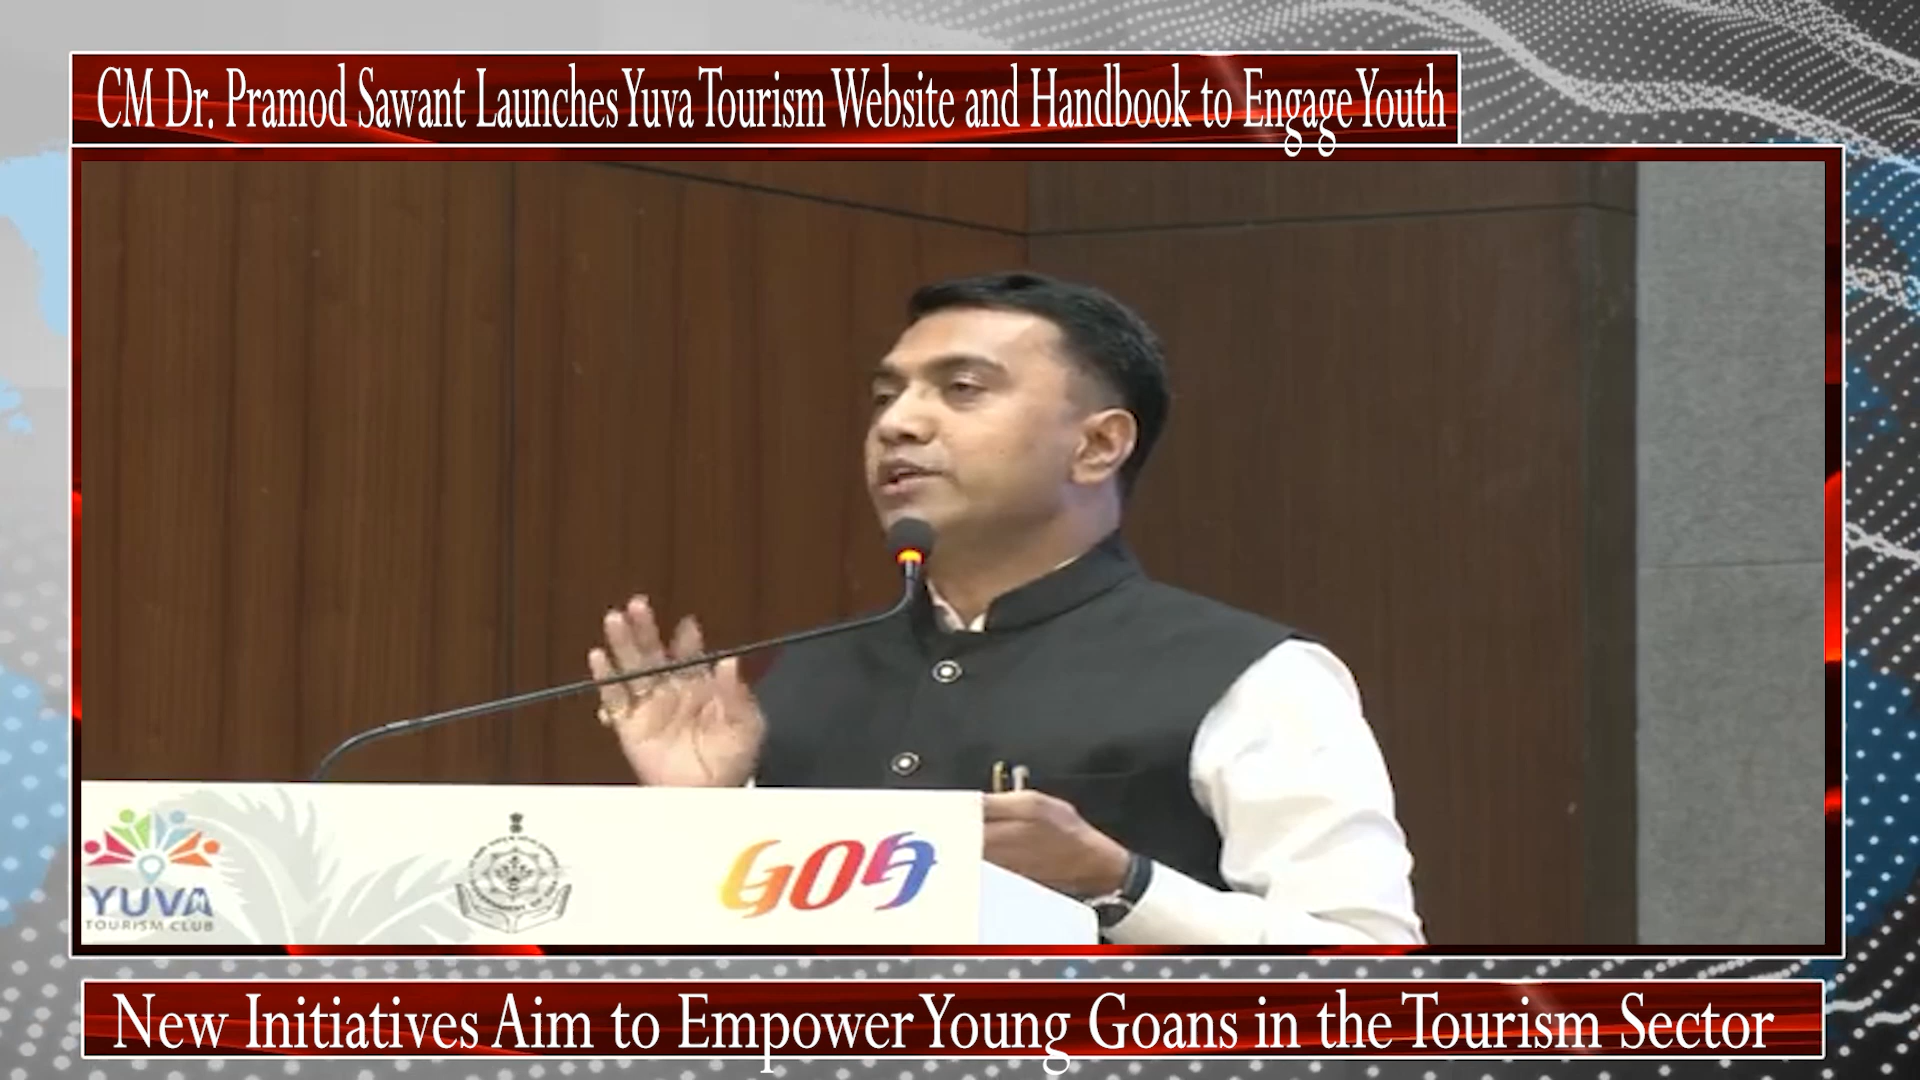 CM Dr. Pramod Sawant Launches Yuva Tourism Website and Handbook to Engage Youth
YUVA
TOURISM CLUB
GOA
New Initiatives Aim to Empower Young Goans in the Tourism Sector